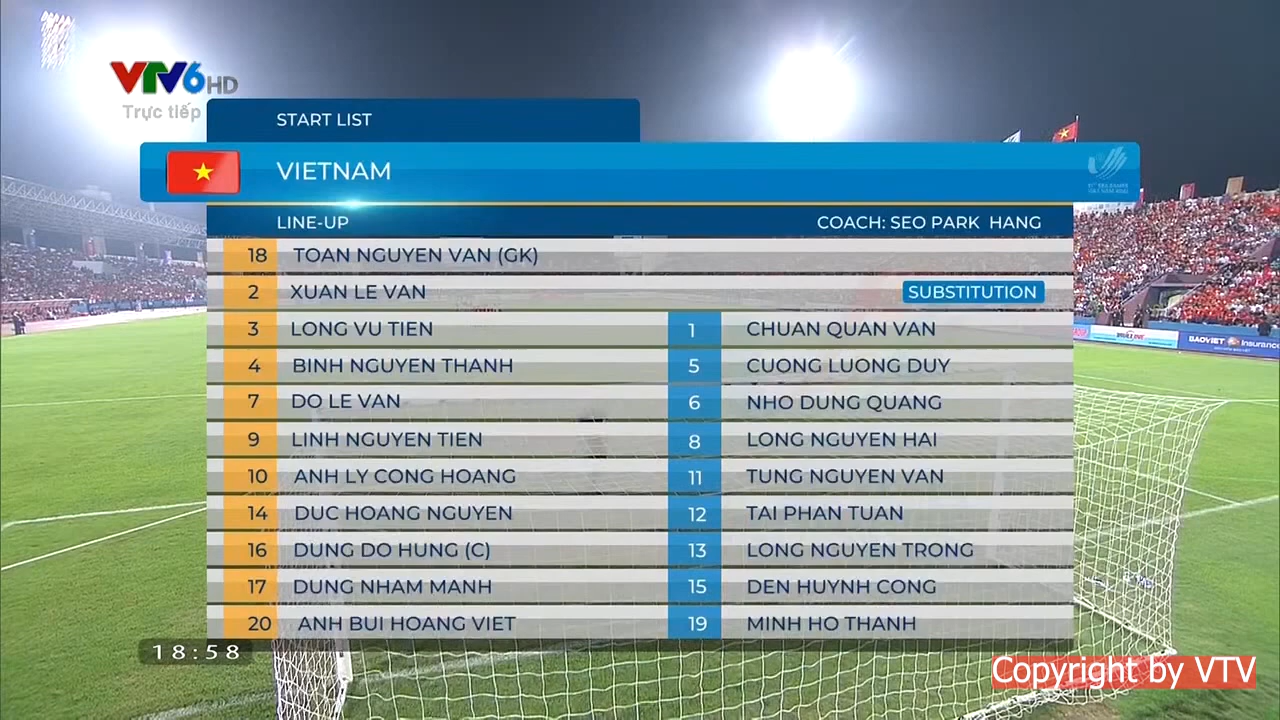 VTV6HD
Trực tiếp
START LIST
VIETNAM
LINE-UP COACH: SEO PARK HANG
18 TOAN NGUYEN VAN (GK)
2 XUAN LE VAN SUBSTITUTION
3 LONG VU TIEN 1 CHUAN QUAN VAN
4 BINH NGUYEN THANH 5 CUONG LUONG DUY
7 DO LE VAN 6 NHO DUNG QUANG
9 LINH NGUYEN TIEN 8 LONG NGUYEN HAI
10 ANH LY CONG HOANG 11 TUNG NGUYEN VAN
14 DUC HOANG NGUYEN 12 TAI PHAN TUAN
16 DUNG DO HUNG (C) 13 LONG NGUYEN TRONG
17 DUNG NHAM MANH 15 DEN HUYNH CONG
20 ANH BUI HOANG VIET 19 MINH HO THANH
18:58
BAOVIET Insurance
Copyright by VTV